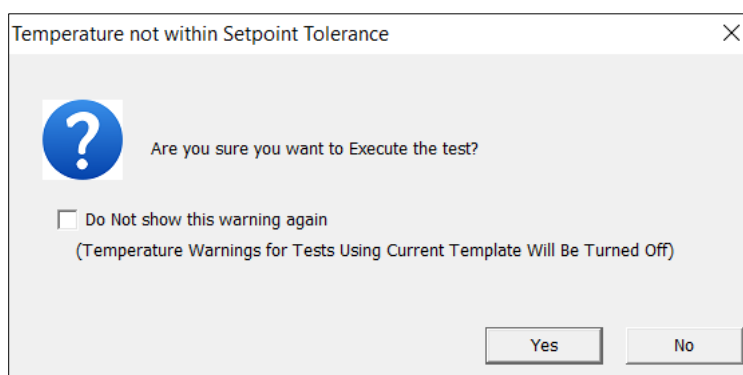 Temperature not within Setpoint Tolerance
Are you sure you want to Execute the test?
Do Not show this warning again
(Temperature Warnings for Tests Using Current Template Will Be Turned Off)
Yes No